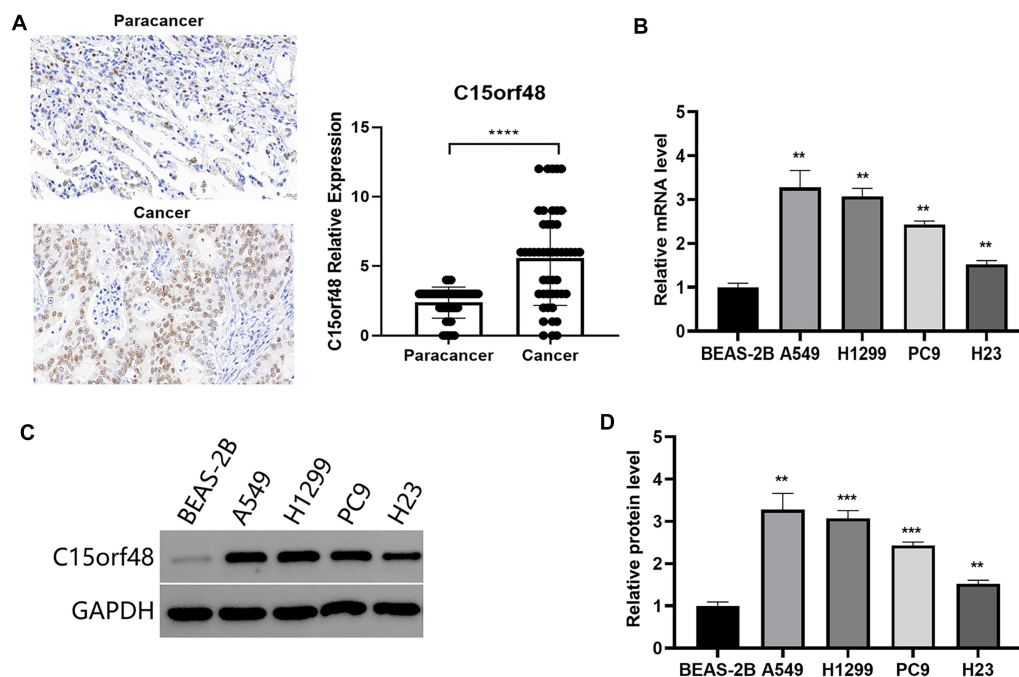 A
Paracancer
Cancer
C15orf48
C15orf48 Relative Expression
15
10
5
0
****
Paracancer
Cancer
B
Relative mRNA level
5
4
3
2
1
0
**
**
**
**
BEAS-2B A549 H1299 PC9 H23
C
BEAS-2B A549 H1299 PC9 H23
C15orf48
GAPDH
D
Relative protein level
5
4
3
2
1
0
**
***
***
**
BEAS-2B A549 H1299 PC9 H23